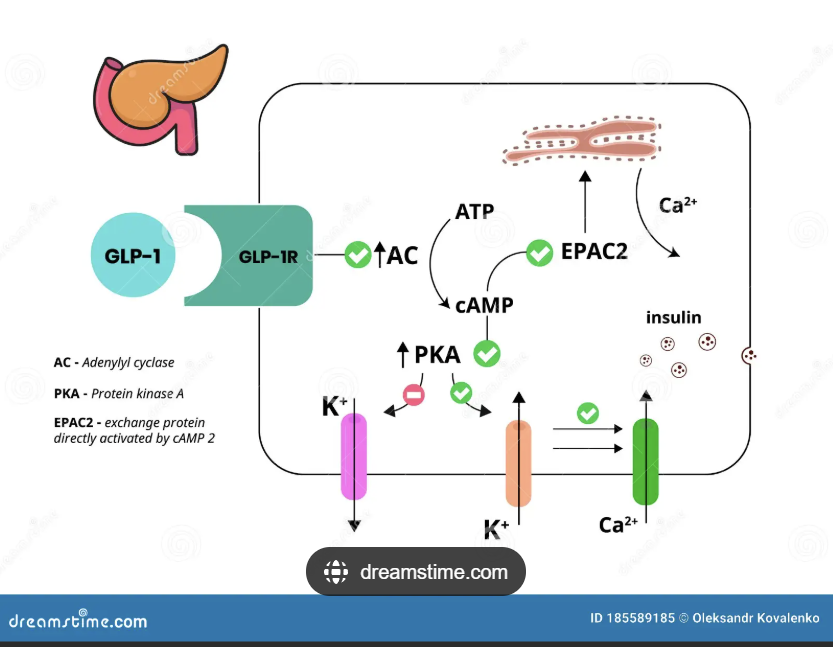 ATP
Ca²⁺
GLP-1
GLP-1R
AC
EPAC2
cAMP
insulin
PKA
AC - Adenylyl cyclase
PKA - Protein kinase A
EPAC2 - exchange protein
directly activated by cAMP 2
K⁺
K⁺
Ca²⁺
dreamstime.com
dreamstime.com
ID 185589185 © Oleksandr Kovalenko